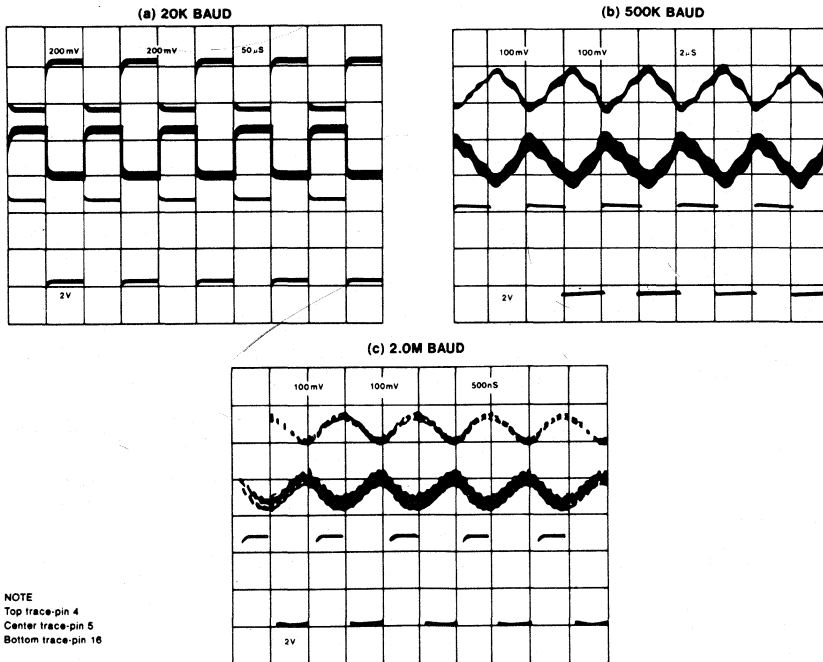 (a) 20K BAUD
200mV 200mV 50µS
2V
(b) 500K BAUD
100mV 100mV 2µS
2V
(c) 2.0M BAUD
100mV 100mV 500nS
2V
NOTE
Top trace-pin 4
Center trace-pin 5
Bottom trace-pin 16